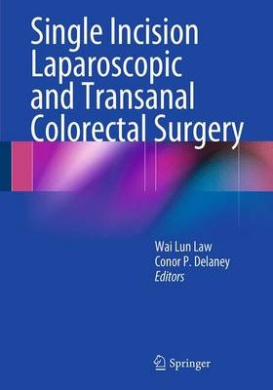 Single Incision
Laparoscopic
and Transanal
Colorectal Surgery
Wai Lun Law
Conor P. Delaney
Editors
Springer